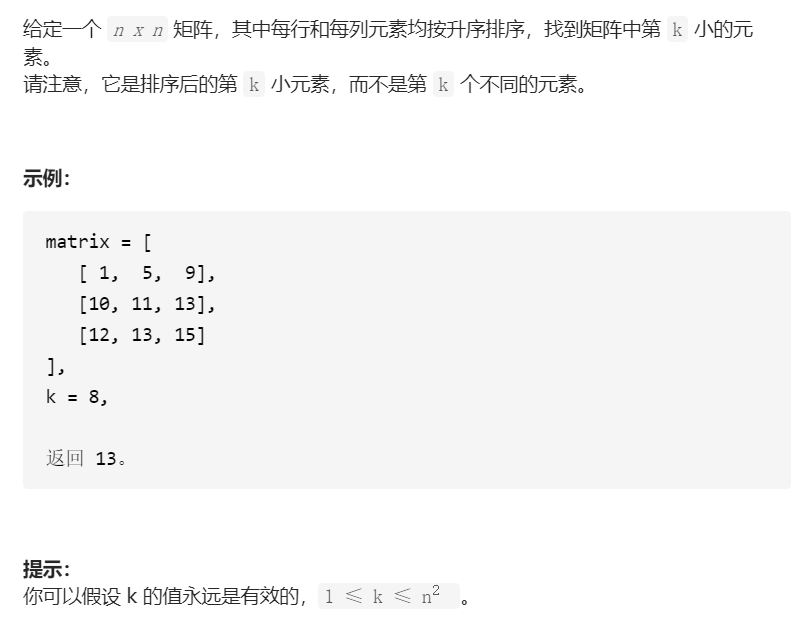 给定一个 n x n 矩阵，其中每行和每列元素均按升序排序，找到矩阵中第 k 小的元
素。
请注意，它是排序后的第 k 小元素，而不是第 k 个不同的元素。
示例：
matrix = [
[ 1,  5,  9],
[10, 11, 13],
[12, 13, 15]
],
k = 8,
返回 13。
提示：
你可以假设 k 的值永远是有效的，1 ≤ k ≤ n² 。